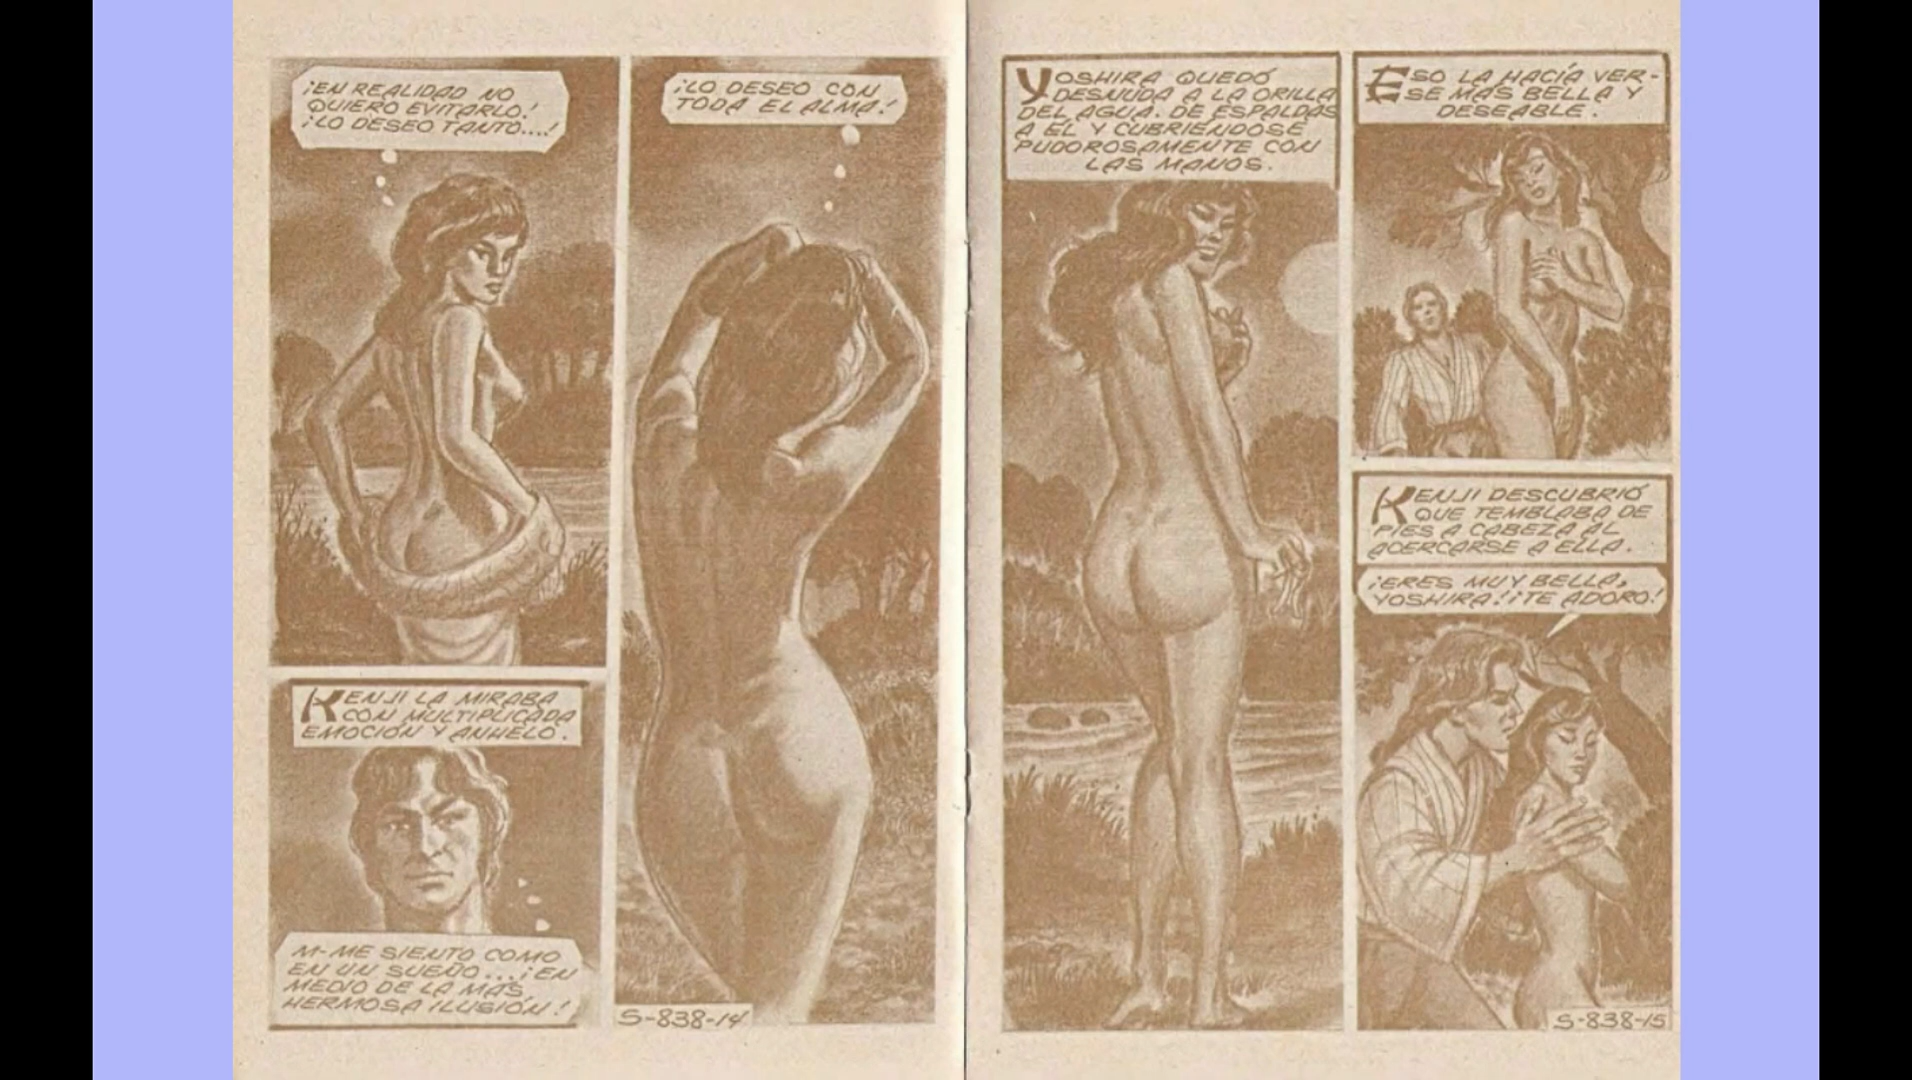 ¡EN REALIDAD NO
QUIERO EVITARLO!
¡LO DESEO TANTO....!
KENJI LA MIRABA
CON MULTIPLICADA
EMOCIÓN Y ANHELO.
M-ME SIENTO COMO
EN UN SUEÑO...¡EN
MEDIO DE LA MÁS
HERMOSA ILUSIÓN!
¡LO DESEO CON
TODA EL ALMA!
S-838-14
YOSHIRA QUEDÓ
DESNUDA A LA ORILLA
DEL AGUA. DE ESPALDAS
A ÉL Y CUBRIÉNDOSE
PUDOROSAMENTE CON
LAS MANOS.
ESO LA HACÍA VER-
SE MÁS BELLA Y
DESEABLE.
KENJI DESCUBRIÓ
QUE TEMBLABA DE
PIES A CABEZA AL
ACERCARSE A ELLA.
¡ERES MUY BELLA,
YOSHIRA! ¡TE ADORO!
S-838-15